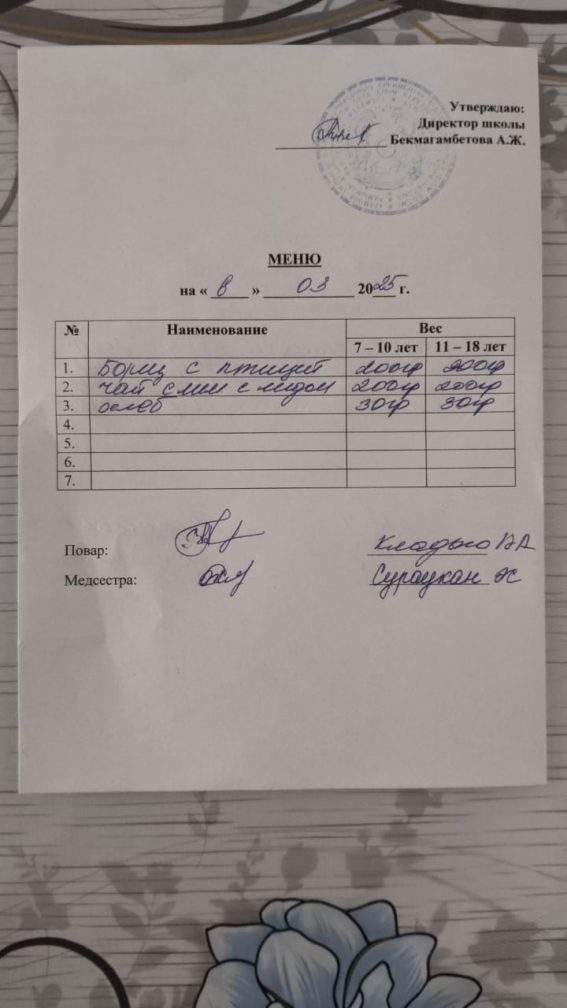 Утверждаю:
Директор школы
Бекмагамбетова А.Ж.
МЕНЮ
на « 8 » 03 2025 г.
№ Наименование Вес
7 – 10 лет 11 – 18 лет
1. Борщ с птицей 200гр 200гр
2. чай с мол с медом 200гр 200гр
3. хлеб 30гр 30гр
4.
5.
6.
7.
Повар:
Медсестра: